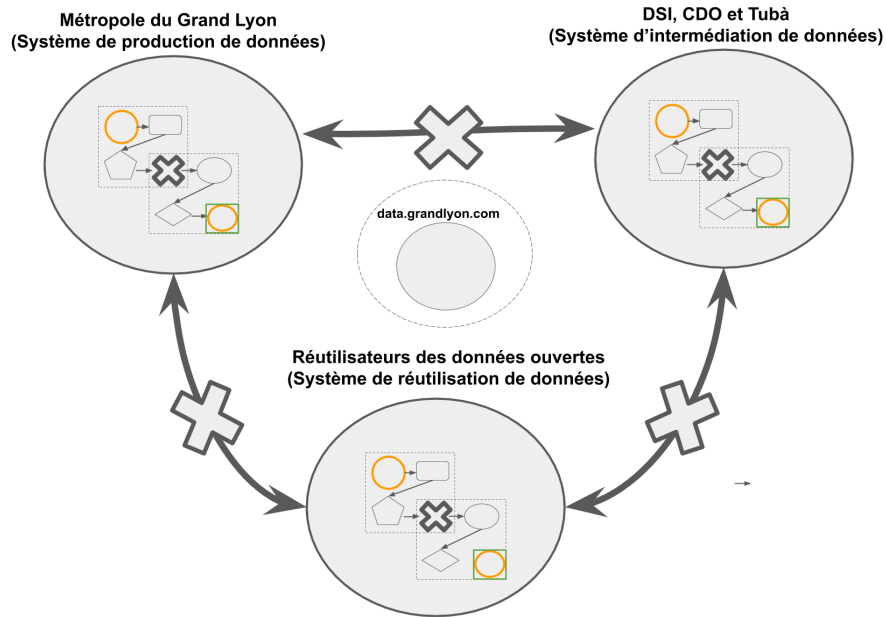 Métropole du Grand Lyon
(Système de production de données)
DSI, CDO et Tubà
(Système d'intermédiation de données)
data.grandlyon.com
Réutilisateurs des données ouvertes
(Système de réutilisation de données)